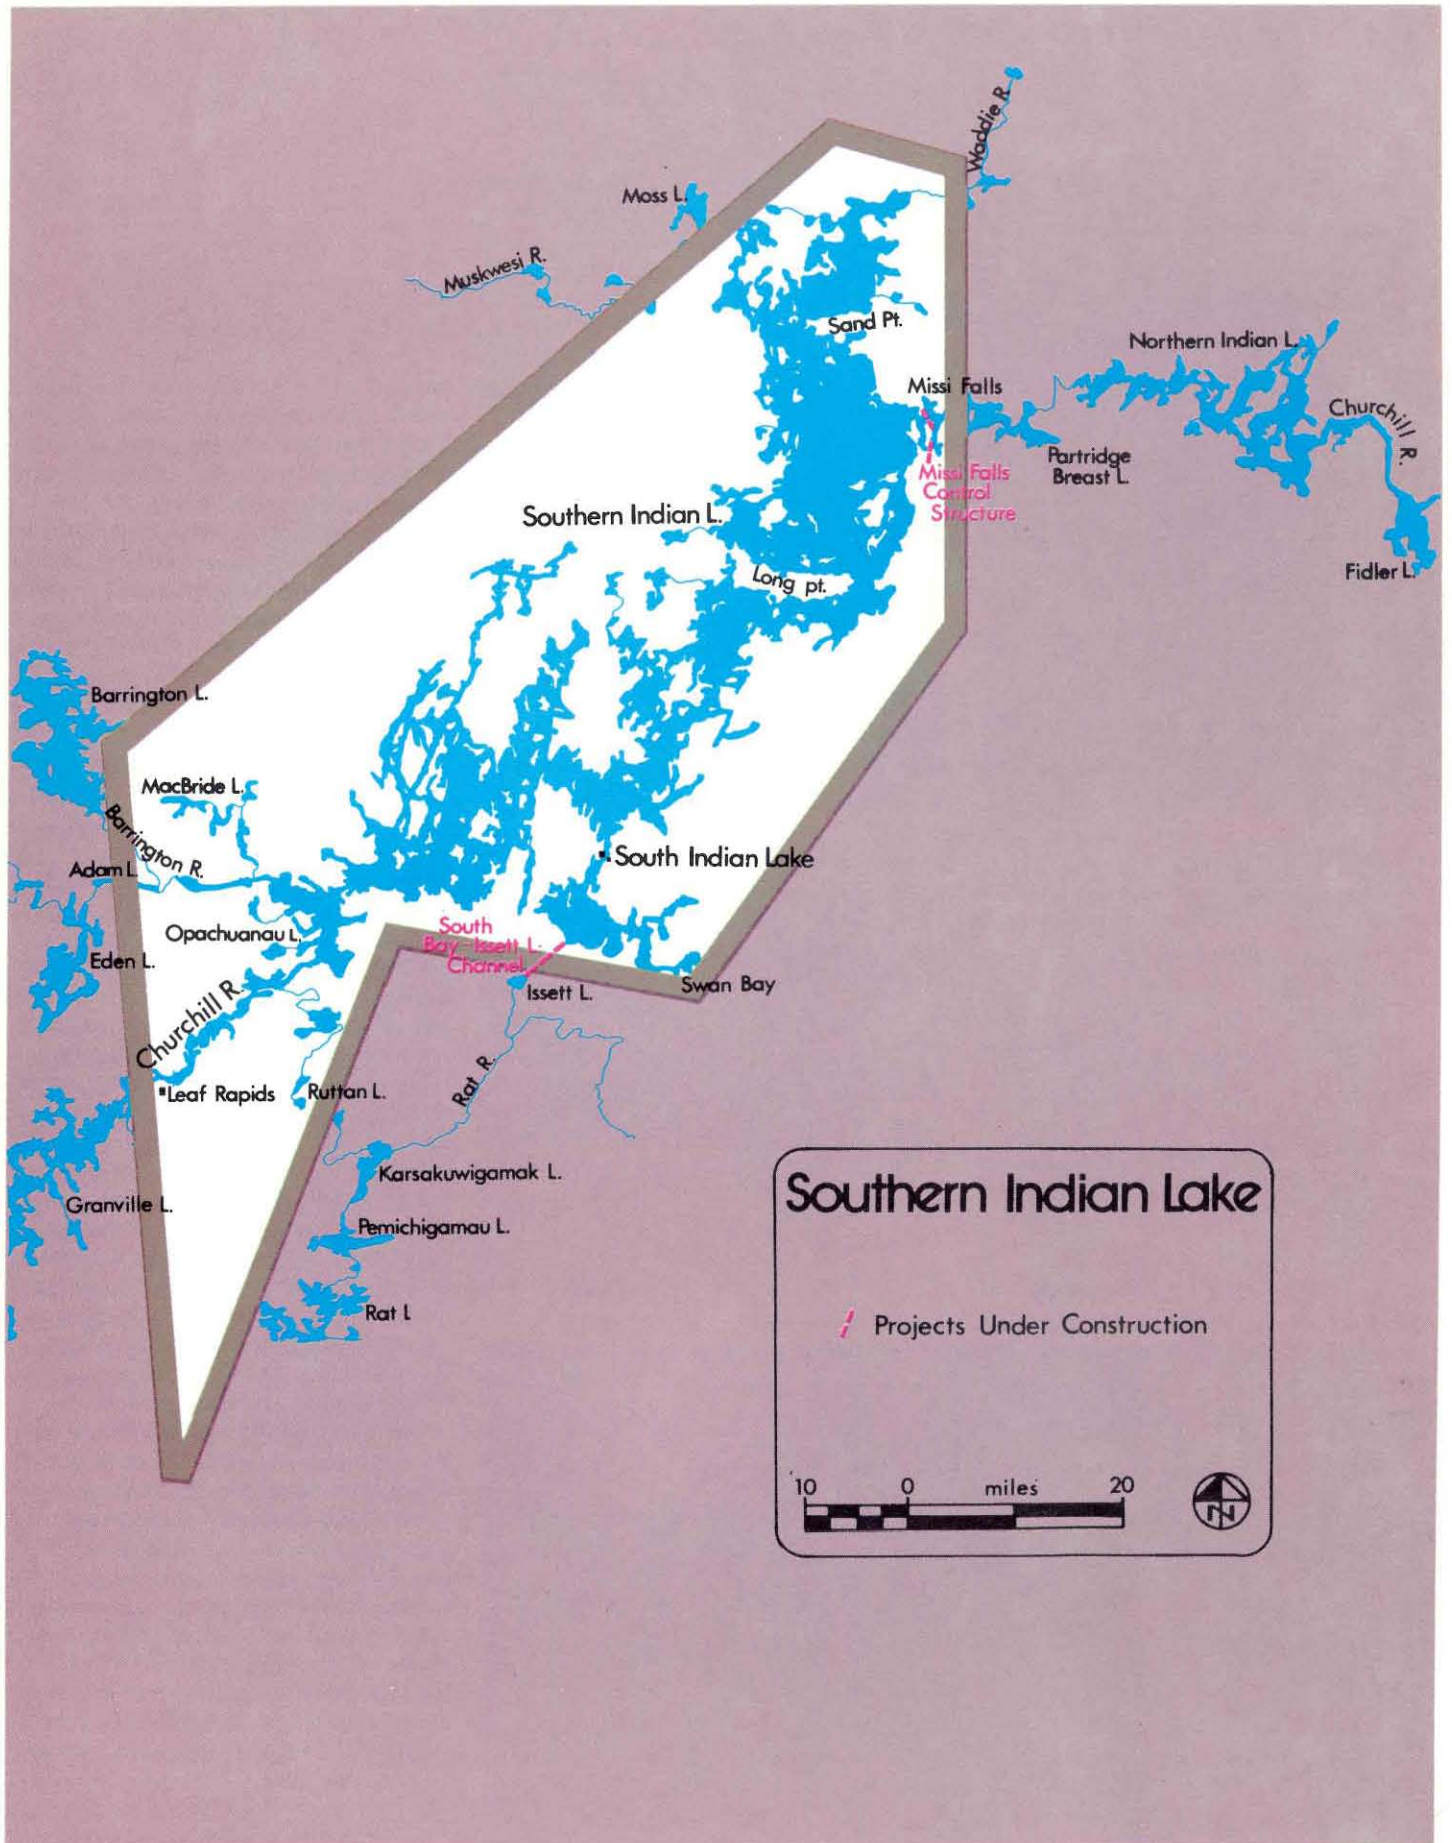 Waddie R.
Moss L.
Muskwesi R.
Sand Pt.
Northern Indian L.
Missi Falls
Churchill R.
Partridge
Breast L.
Missi Falls
Control
Structure
Southern Indian L.
Long pt.
Fidler L.
Barrington L.
MacBride L.
Barrington R.
Adam L.
South Indian Lake
Opachuanau L.
South
Bay-Issett L.
Channel
Eden L.
Swan Bay
Issett L.
Churchill R.
Rat R.
Leaf Rapids
Ruttan L.
Karsakuwigamak L.
Granville L.
Pemichigamau L.
Rat L
Southern Indian Lake
Projects Under Construction
10 0 miles 20
N